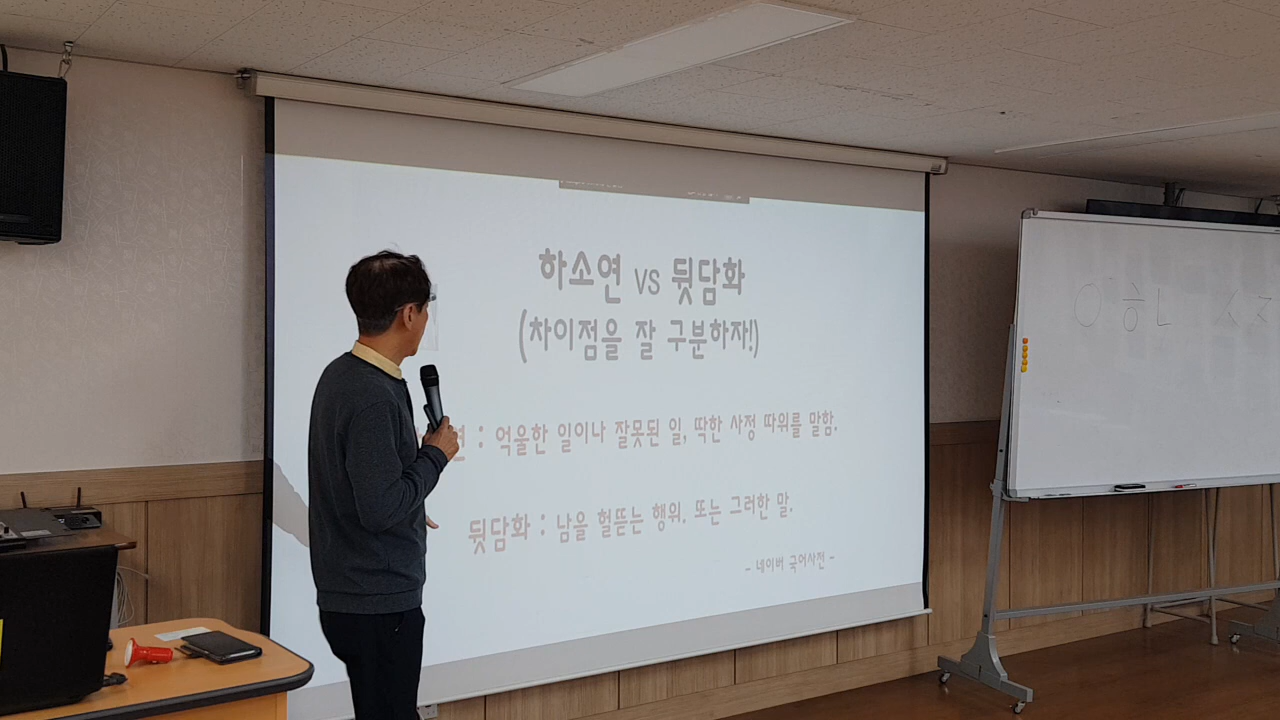 하소연 vs 뒷담화
(차이점을 잘 구분하자!)
연 : 억울한 일이나 잘못된 일, 딱한 사정 따위를 말함.
뒷담화 : 남을 헐뜯는 행위. 또는 그러한 말.
- 네이버 국어사전 -
ㅇ ㅎ ㄴ ㅅ ㅈ